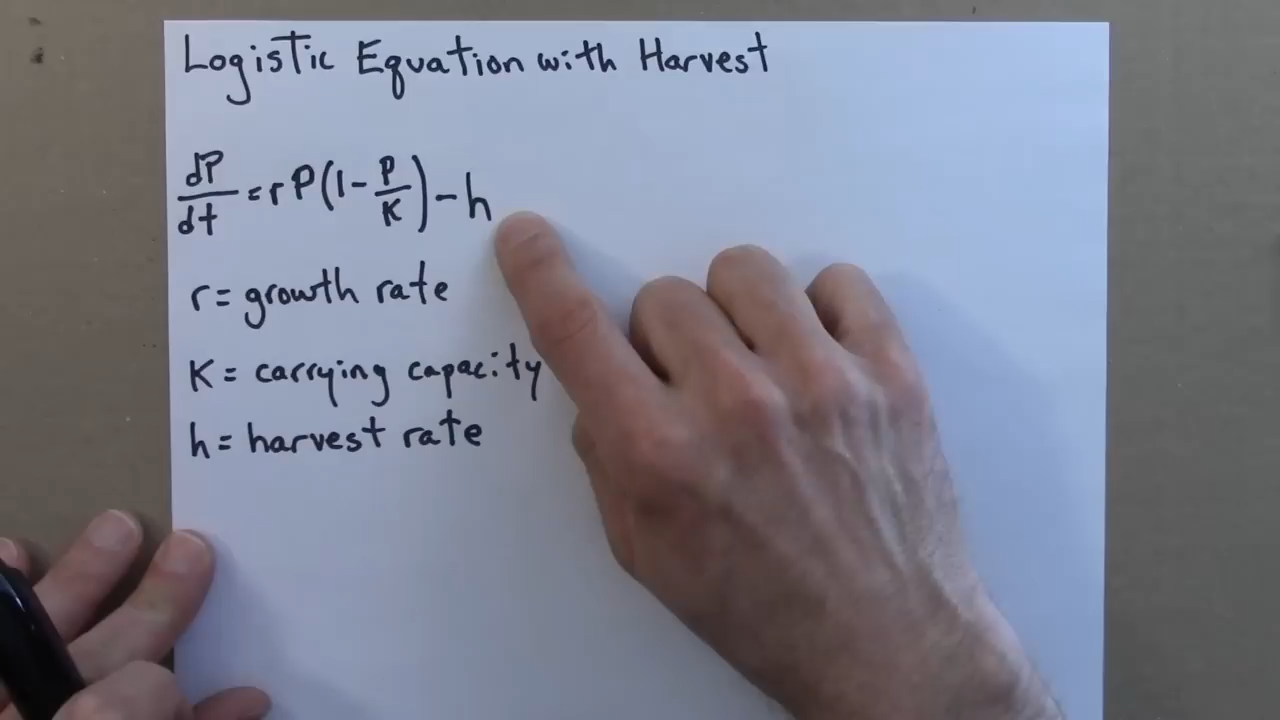 Logistic Equation with Harvest
dP/dt = rP(1 - P/K) - h
r = growth rate
K = carrying capacity
h = harvest rate